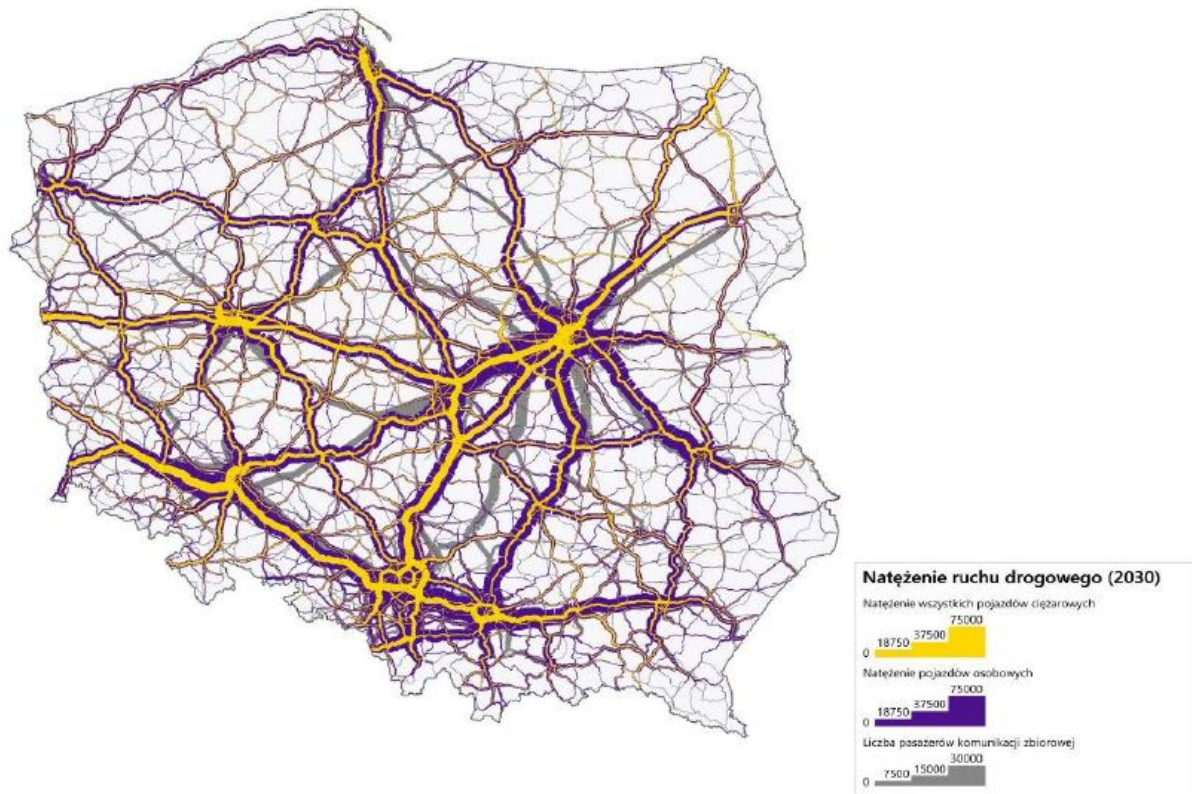 Natężenie ruchu drogowego (2030)
Natężenie wszystkich pojazdów ciężarowych
0 18750 37500 75000
Natężenie pojazdów osobowych
0 18750 37500 75000
Liczba pasażerów komunikacji zbiorowej
0 7500 15000 30000